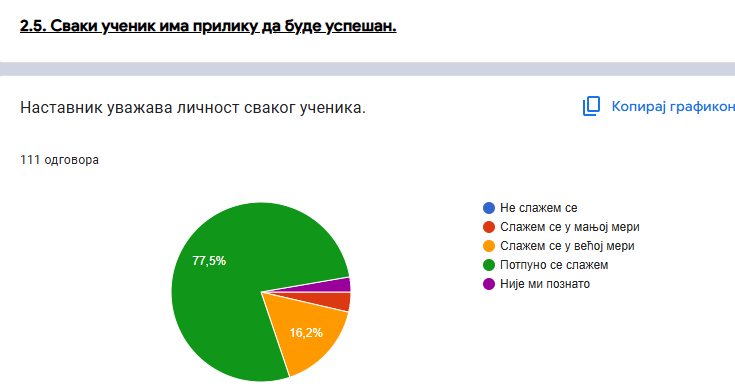 2.5. Сваки ученик има прилику да буде успешан.
Наставник уважава личност сваког ученика.
Копирај графикон
111 одговора
77,5%
16,2%
Не слажем се
Слажем се у мањој мери
Слажем се у већој мери
Потпуно се слажем
Није ми познато